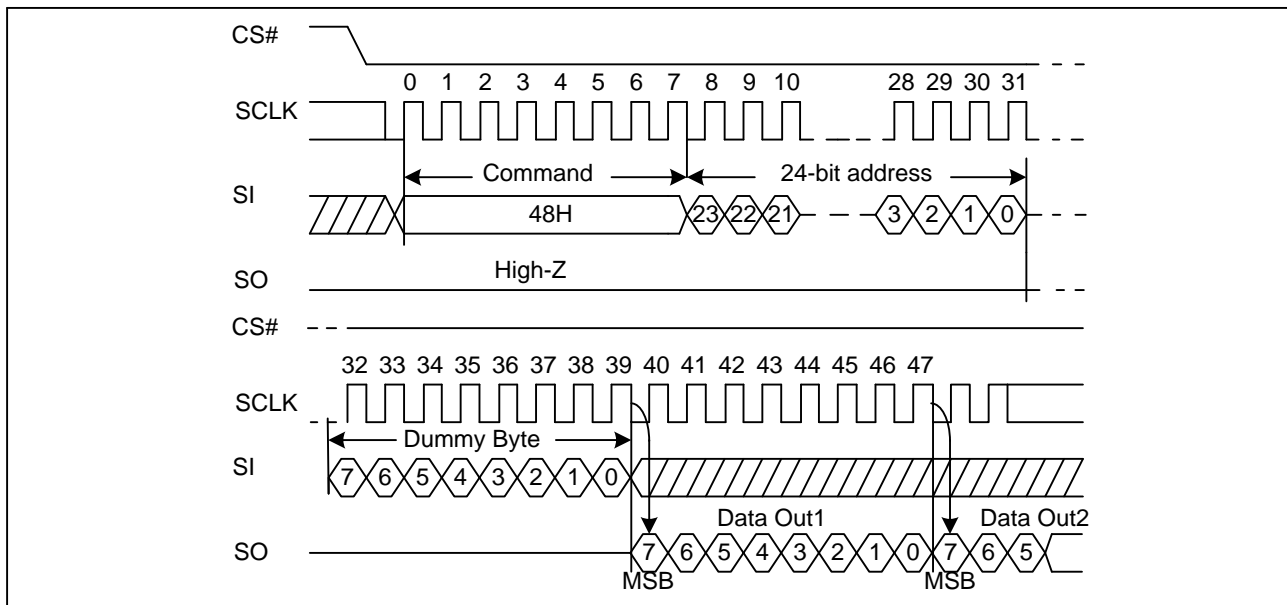 CS#
0 1 2 3 4 5 6 7 8 9 10 28 29 30 31
SCLK
Command 24-bit address
SI
48H 23 22 21 3 2 1 0
High-Z
SO
CS#
32 33 34 35 36 37 38 39 40 41 42 43 44 45 46 47
SCLK
Dummy Byte
SI
7 6 5 4 3 2 1 0
Data Out1 Data Out2
SO
7 6 5 4 3 2 1 0 7 6 5
MSB MSB